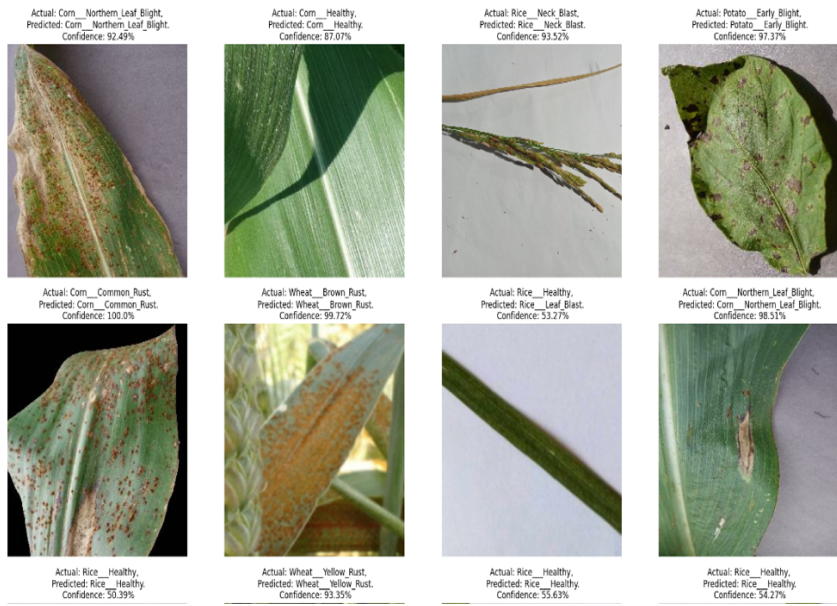 Actual: Corn___Northern_Leaf_Blight,
Predicted: Corn___Northern_Leaf_Blight.
Confidence: 92.49%
Actual: Corn___Healthy,
Predicted: Corn___Healthy.
Confidence: 87.07%
Actual: Rice___Neck_Blast,
Predicted: Rice___Neck_Blast.
Confidence: 93.52%
Actual: Potato___Early_Blight,
Predicted: Potato___Early_Blight.
Confidence: 97.37%
Actual: Corn___Common_Rust,
Predicted: Corn___Common_Rust.
Confidence: 100.0%
Actual: Wheat___Brown_Rust,
Predicted: Wheat___Brown_Rust.
Confidence: 99.72%
Actual: Rice___Healthy,
Predicted: Rice___Leaf_Blast.
Confidence: 53.27%
Actual: Corn___Northern_Leaf_Blight,
Predicted: Corn___Northern_Leaf_Blight.
Confidence: 98.51%
Actual: Rice___Healthy,
Predicted: Rice___Healthy.
Confidence: 50.39%
Actual: Wheat___Yellow_Rust,
Predicted: Wheat___Yellow_Rust.
Confidence: 93.35%
Actual: Rice___Healthy,
Predicted: Rice___Healthy.
Confidence: 55.63%
Actual: Rice___Healthy,
Predicted: Rice___Healthy.
Confidence: 54.27%